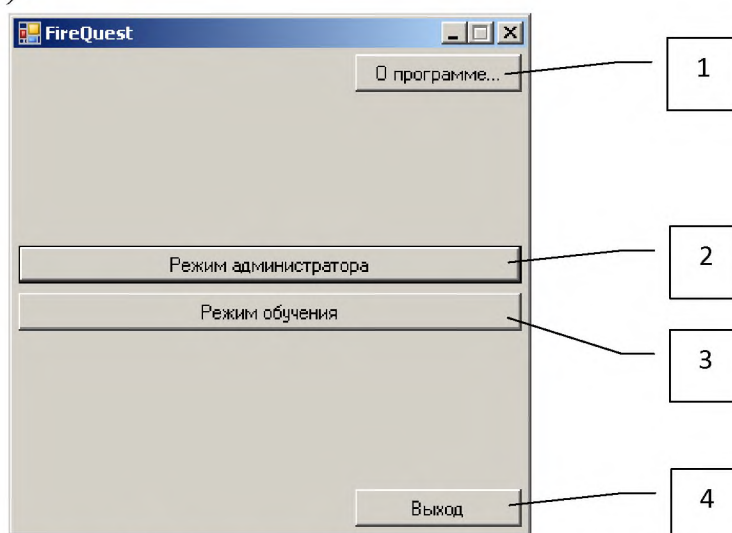 )
FireQuest
О программе...
1
Режим администратора
2
Режим обучения
3
Выход
4